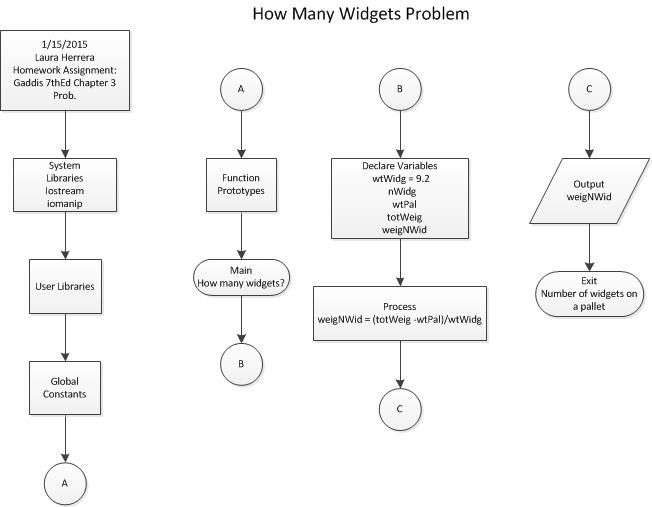 How Many Widgets Problem
1/15/2015
Laura Herrera
Homework Assignment:
Gaddis 7thEd Chapter 3
Prob.
System
Libraries
Iostream
iomanip
User Libraries
Global
Constants
A
A
Function
Prototypes
Main
How many widgets?
B
B
Declare Variables
wtWidg = 9.2
nWidg
wtPal
totWeig
weigNWid
Process
weigNWid = (totWeig -wtPal)/wtWidg
C
C
Output
weigNWid
Exit
Number of widgets on
a pallet